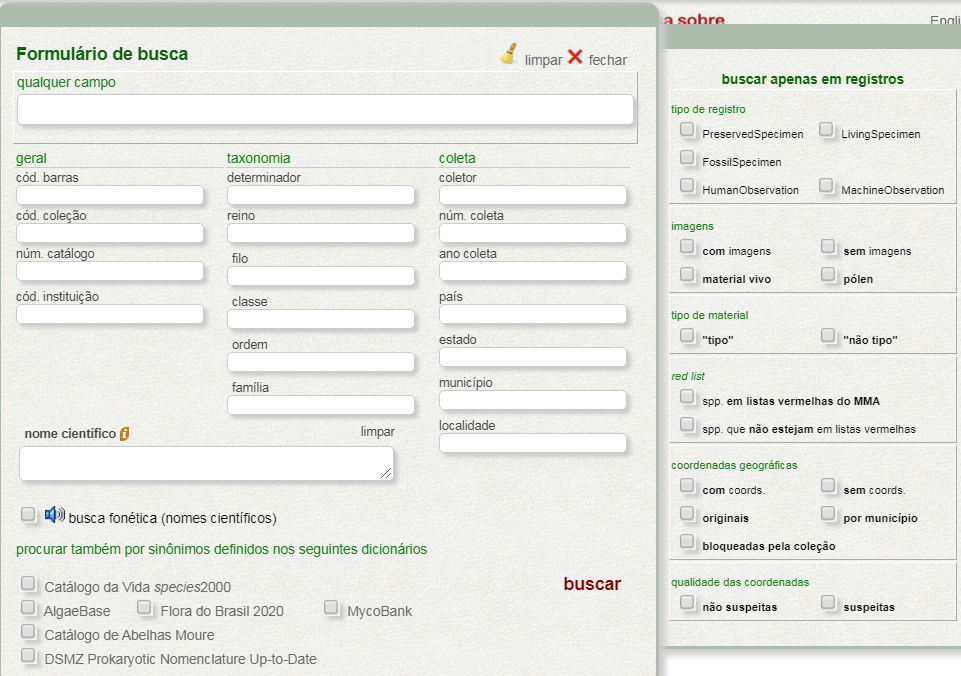 a sobre
Engli
Formulário de busca
limpar fechar
qualquer campo
geral
cód. barras
cód. coleção
núm. catálogo
cód. instituição
taxonomia
determinador
reino
filo
classe
ordem
família
coleta
coletor
núm. coleta
ano coleta
país
estado
município
localidade
nome científico i limpar
busca fonética (nomes científicos)
procurar também por sinônimos definidos nos seguintes dicionários
Catálogo da Vida species2000
AlgaeBase Flora do Brasil 2020 MycoBank
Catálogo de Abelhas Moure
DSMZ Prokaryotic Nomenclature Up-to-Date
buscar
buscar apenas em registros
tipo de registro
PreservedSpecimen LivingSpecimen
FossilSpecimen
HumanObservation MachineObservation
imagens
com imagens sem imagens
material vivo pólen
tipo de material
"tipo" "não tipo"
red list
spp. em listas vermelhas do MMA
spp. que não estejam em listas vermelhas
coordenadas geográficas
com coords. sem coords.
originais por município
bloqueadas pela coleção
qualidade das coordenadas
não suspeitas suspeitas